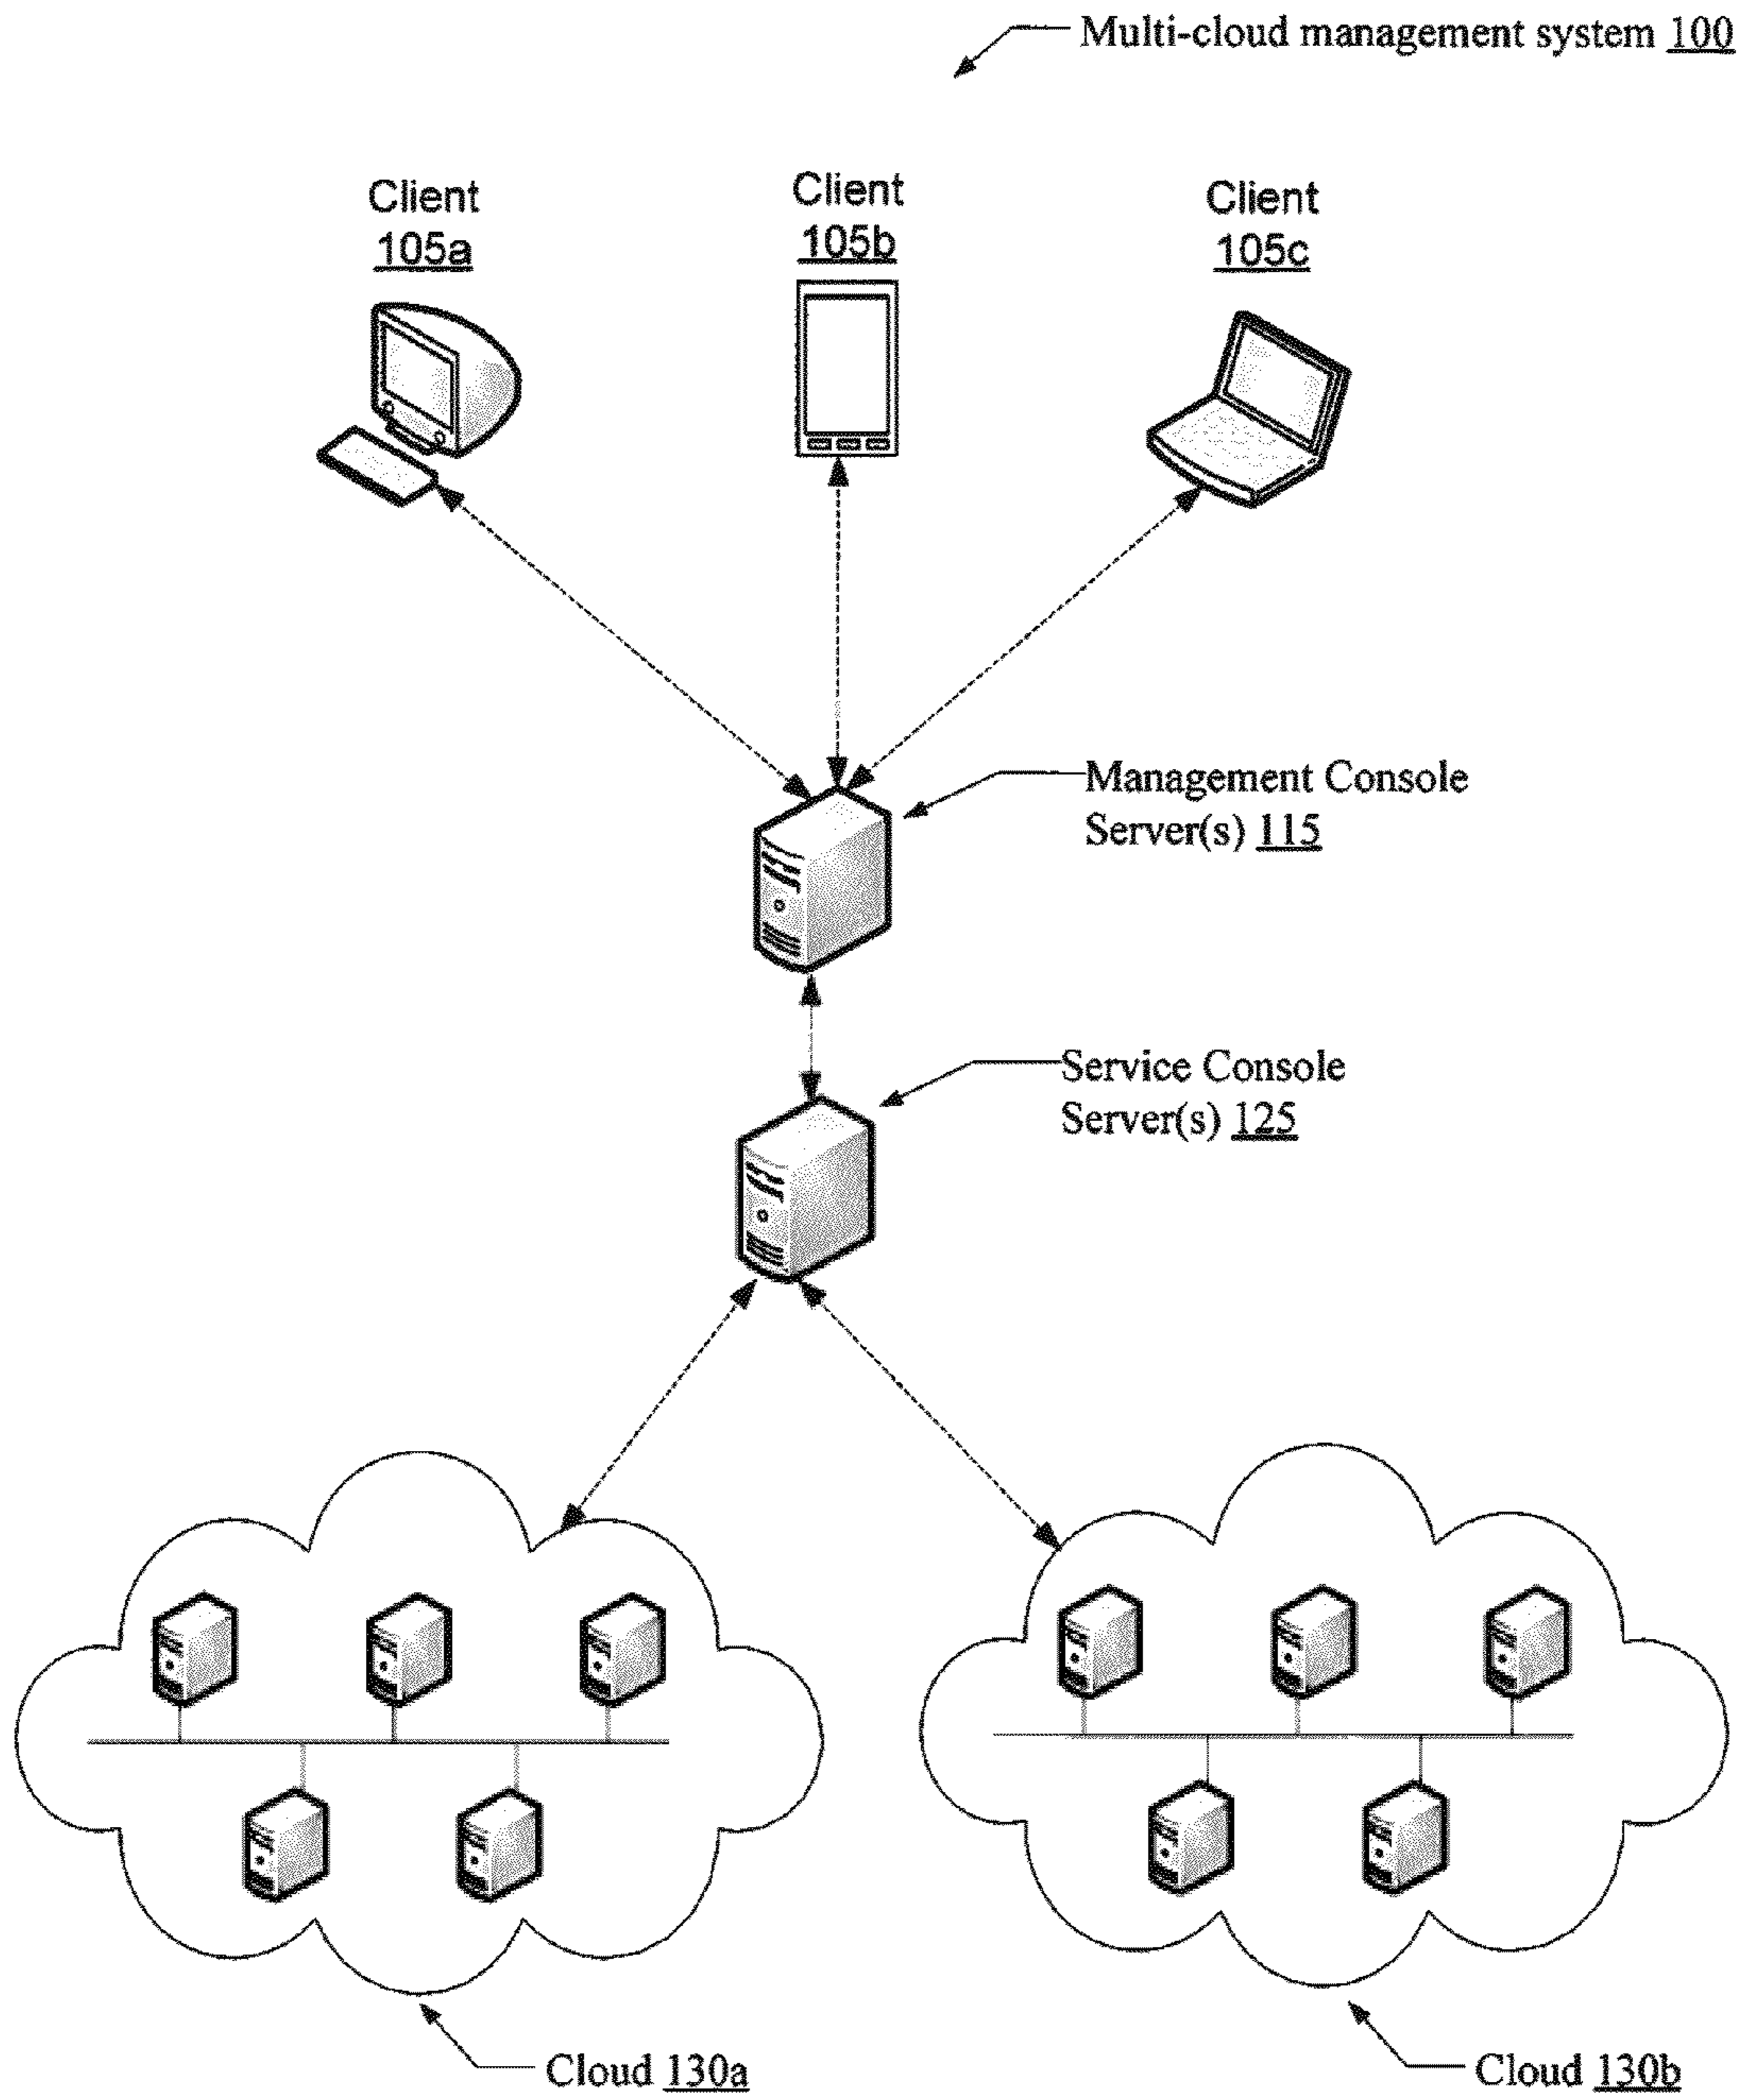 Multi-cloud management system 100
Client
105a
Client
105b
Client
105c
Management Console
Server(s) 115
Service Console
Server(s) 125
Cloud 130a
Cloud 130b